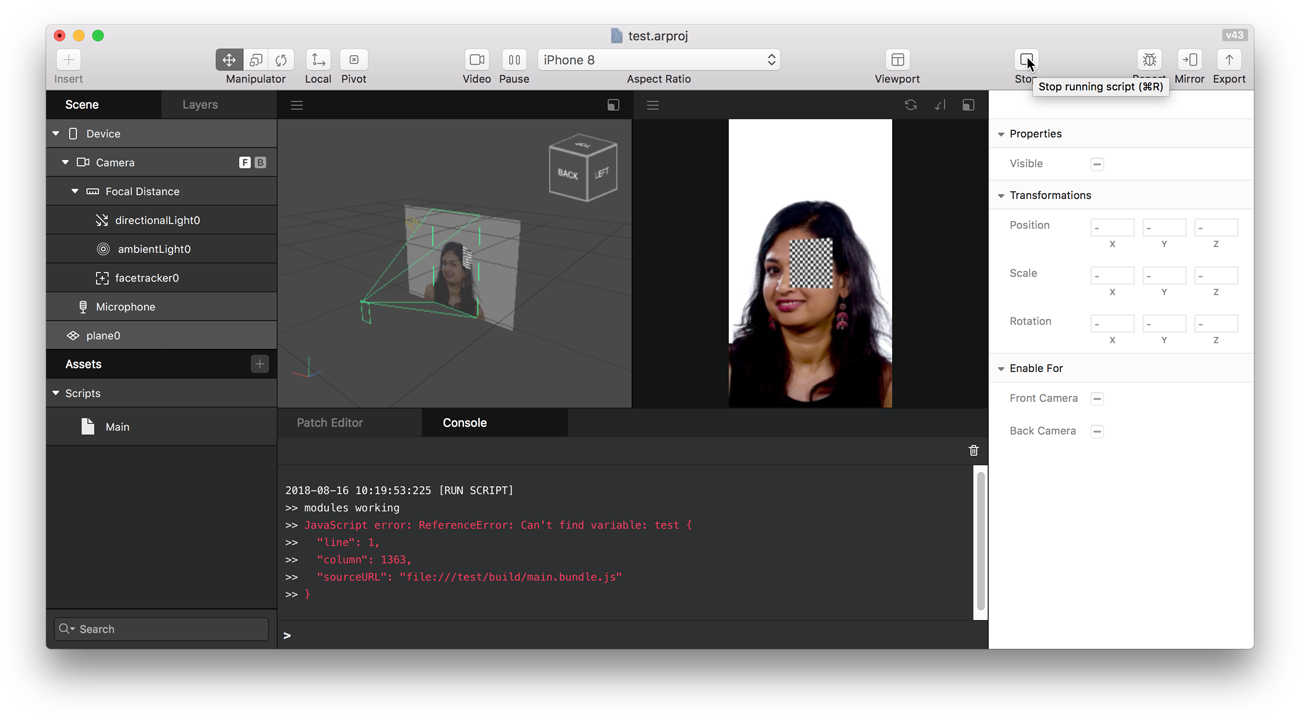 test.arproj
v43
Insert
Manipulator
Local
Pivot
Video
Pause
iPhone 8
Aspect Ratio
Viewport
Stop
Mirror
Export
Stop running script (⌘R)
Scene
Layers
Device
Camera
F
B
Focal Distance
directionalLight0
ambientLight0
facetracker0
Microphone
plane0
Assets
Scripts
Main
Search
TOP
BACK
LEFT
Patch Editor
Console
2018-08-16 10:19:53:225 [RUN SCRIPT]
>> modules working
>> JavaScript error: ReferenceError: Can't find variable: test {
>>   "line": 1,
>>   "column": 1363,
>>   "sourceURL": "file:///test/build/main.bundle.js"
>> }
>
Properties
Visible
Transformations
Position
- - -
X Y Z
Scale
- - -
X Y Z
Rotation
- - -
X Y Z
Enable For
Front Camera
Back Camera